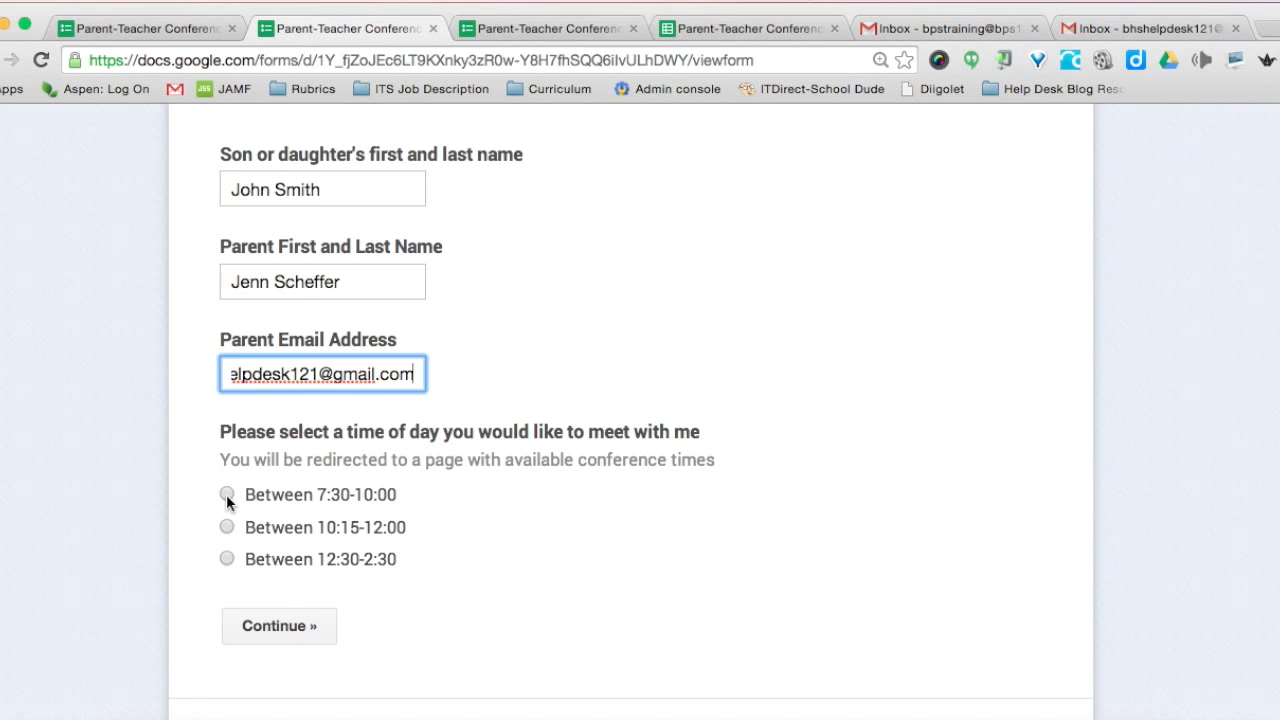 Parent-Teacher Conferenc
Parent-Teacher Conferenc
Parent-Teacher Conferenc
Parent-Teacher Conferenc
Inbox - bpstraining@bps1
Inbox - bhshelpdesk121@
https://docs.google.com/forms/d/1Y_fjZoJEc6LT9KXnky3zR0w-Y8H7fhSQQ6iIvULhDWY/viewform
Apps
Aspen: Log On
JSS JAMF
Rubrics
ITS Job Description
Curriculum
Admin console
ITDirect-School Dude
Diigolet
Help Desk Blog Resc
Son or daughter's first and last name
John Smith
Parent First and Last Name
Jenn Scheffer
Parent Email Address
elpdesk121@gmail.com
Please select a time of day you would like to meet with me
You will be redirected to a page with available conference times
Between 7:30-10:00
Between 10:15-12:00
Between 12:30-2:30
Continue »